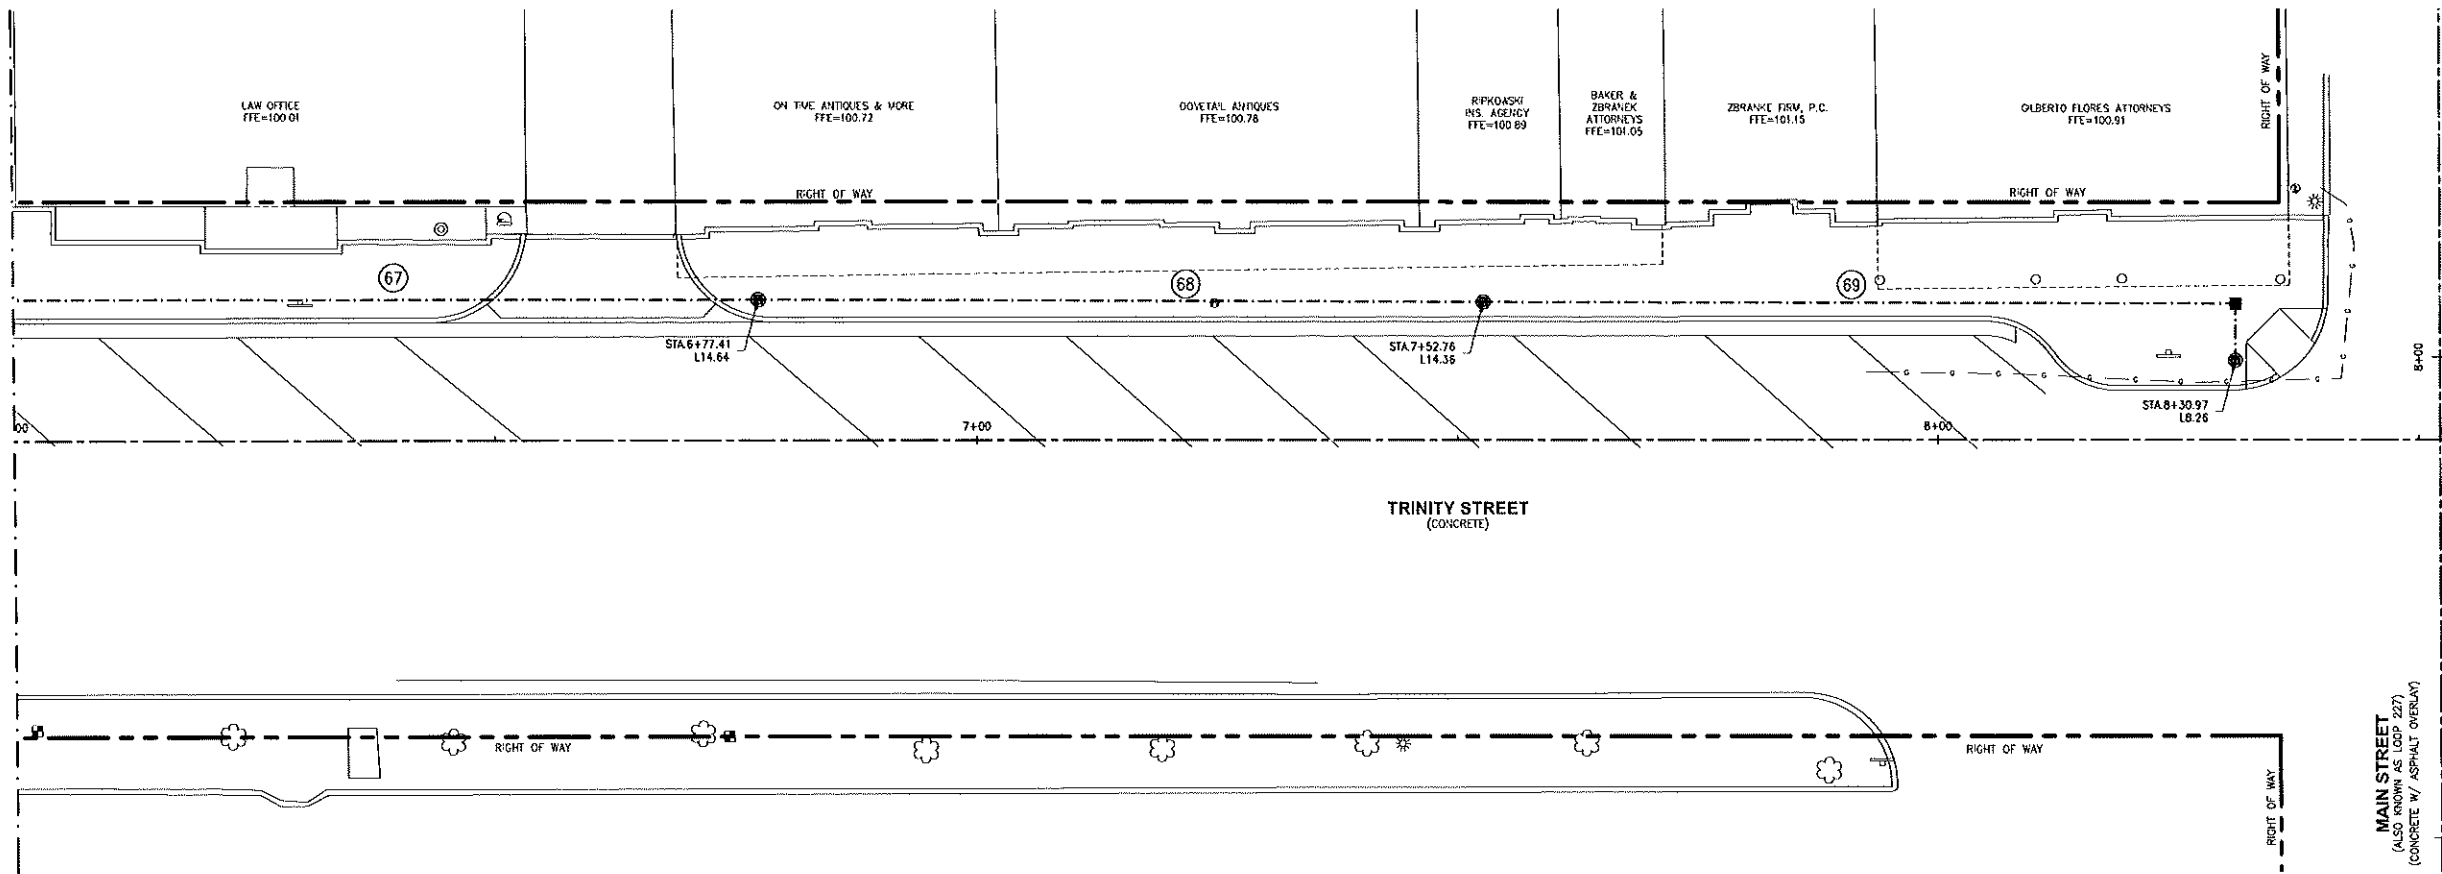 LAW OFFICE
FFE=100.01
ON TIME ANTIQUES & MORE
FFE=100.72
DOVETAIL ANTIQUES
FFE=100.78
RIPKOWSKI
INS. AGENCY
FFE=100.89
BAKER &
ZBRANEK
ATTORNEYS
FFE=101.05
ZBRANKE FIRM, P.C.
FFE=101.15
GILBERTO FLORES ATTORNEYS
FFE=100.91
RIGHT OF WAY
RIGHT OF WAY
RIGHT OF WAY
67
68
69
STA.6+77.41
L14.64
STA.7+52.76
L14.36
STA.8+30.97
L8.26
8+00
00
7+00
8+00
TRINITY STREET
(CONCRETE)
RIGHT OF WAY
RIGHT OF WAY
RIGHT OF WAY
MAIN STREET
(ALSO KNOWN AS LOOP 227)
(CONCRETE W/ ASPHALT OVERLAY)